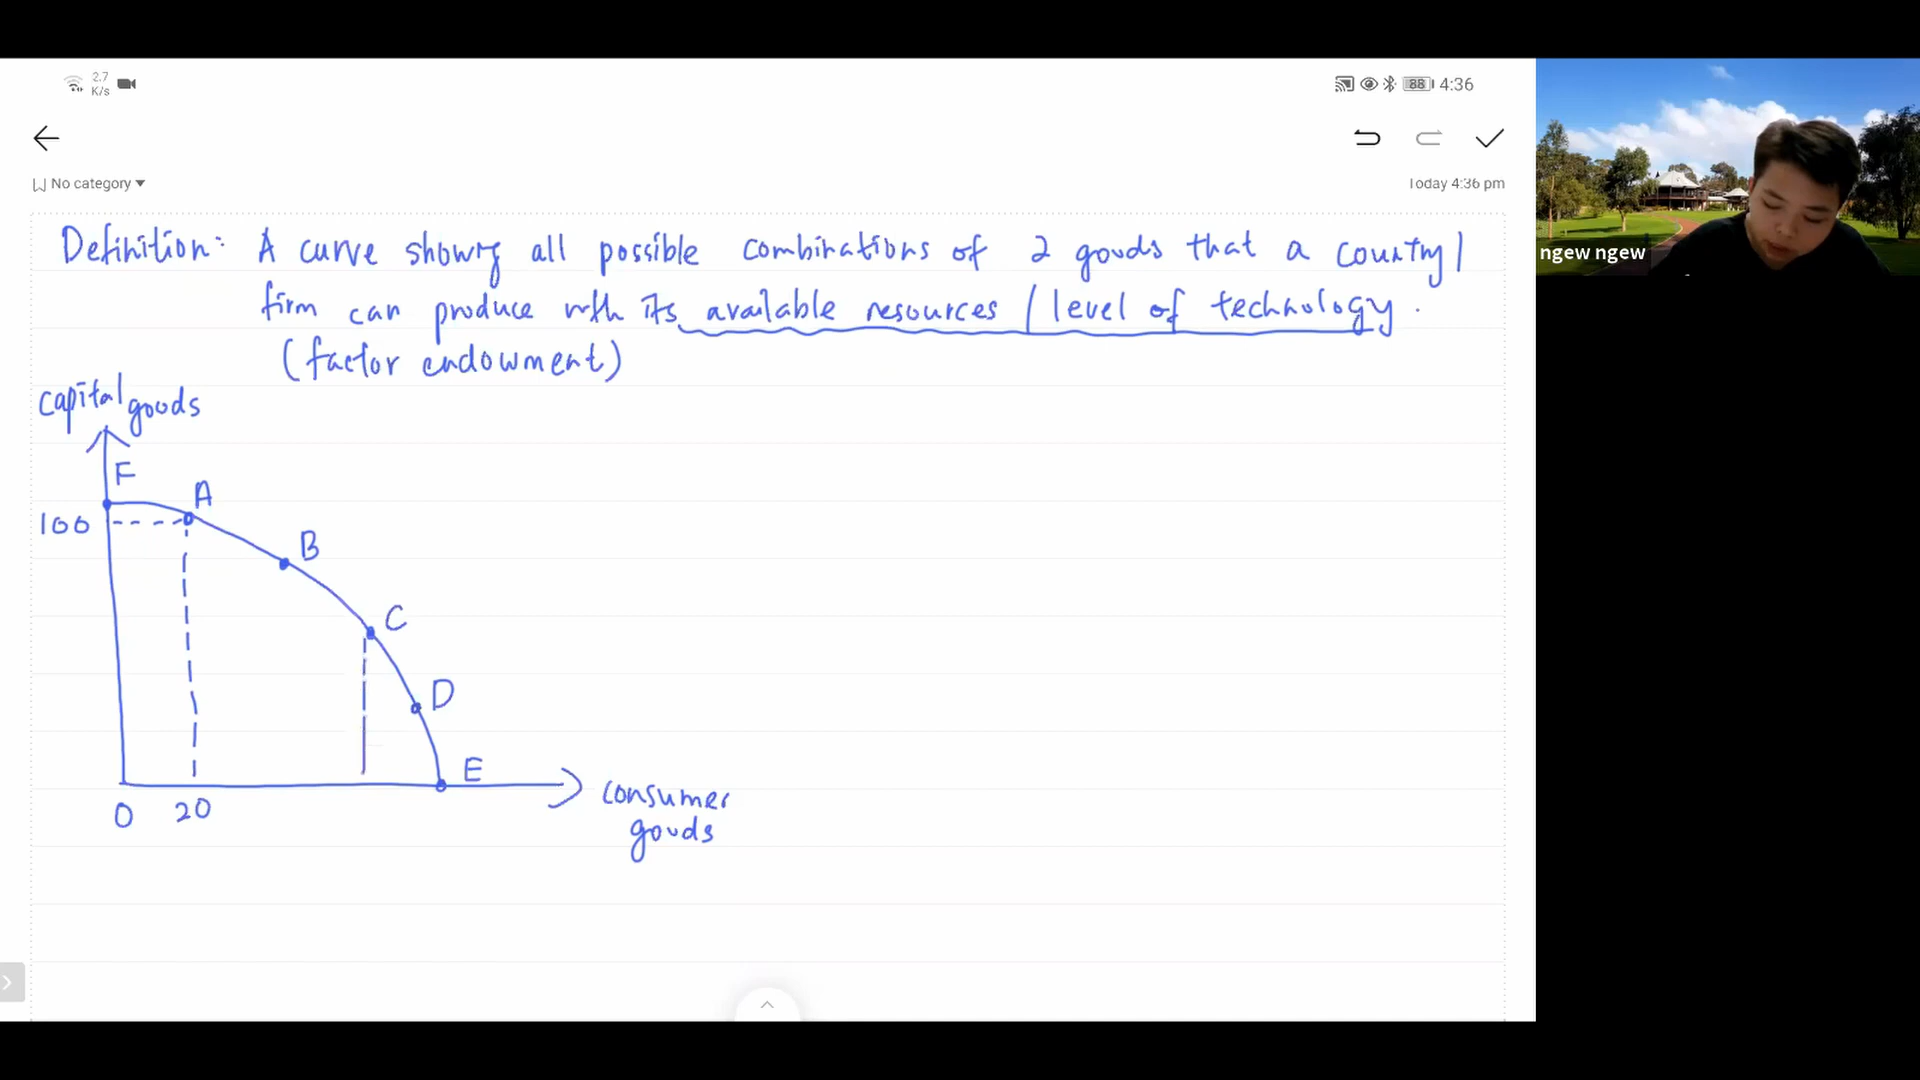 2.7
K/s
88 4:36
No category
Today 4:36 pm
Definition: A curve showing all possible combinations of 2 goods that a country/
firm can produce with its available resources / level of technology.
(factor endowment)
capital goods
F
A
100
B
C
D
E
0 20
consumer
goods
ngew ngew